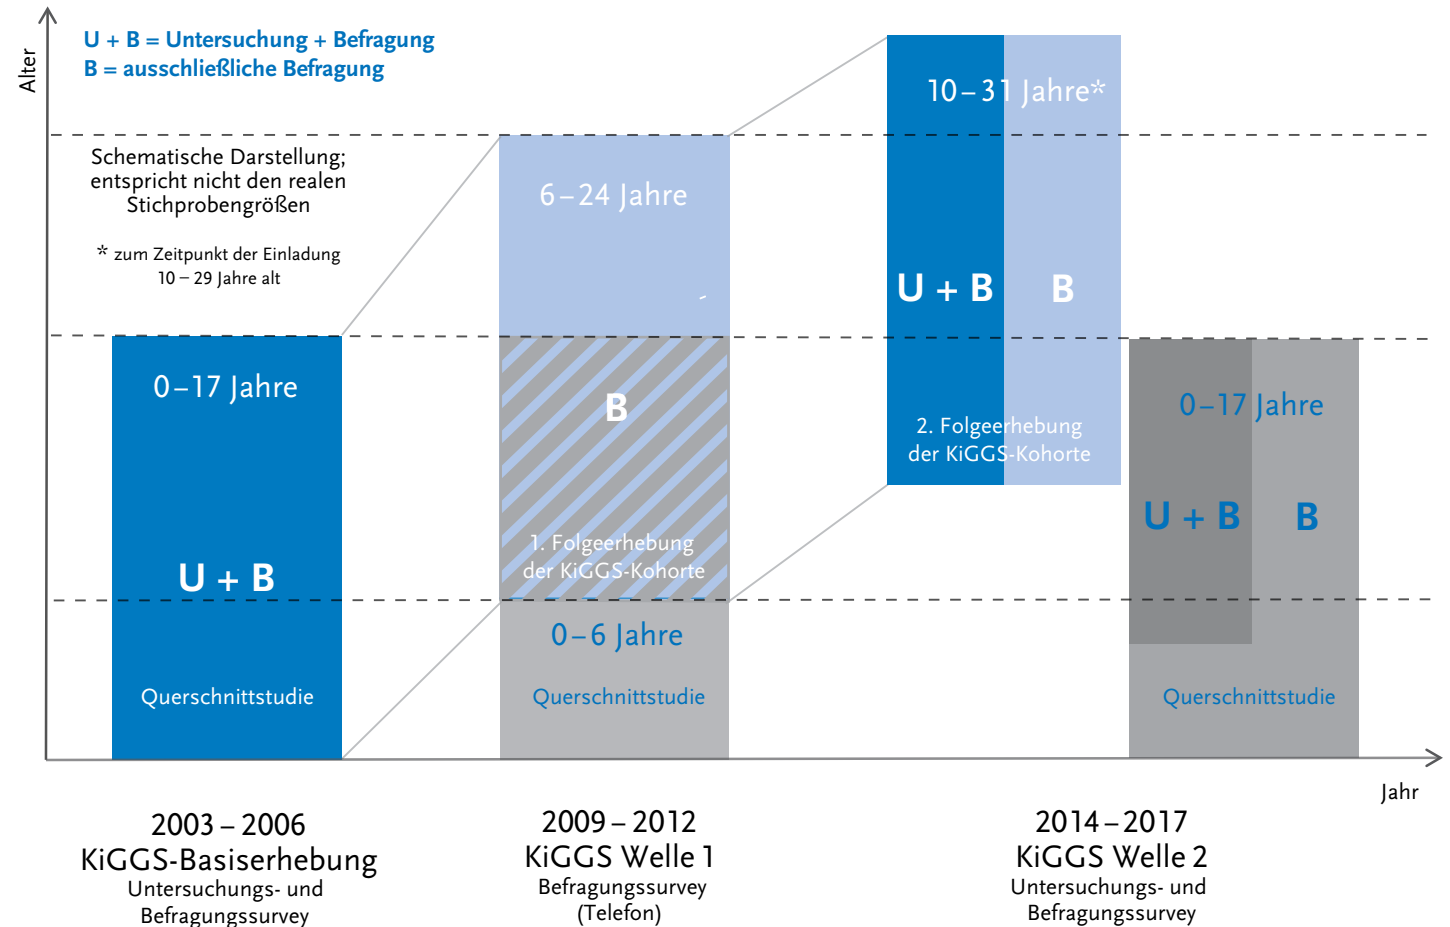 Alter
U + B = Untersuchung + Befragung
B = ausschließliche Befragung
Schematische Darstellung;
entspricht nicht den realen
Stichprobengrößen
* zum Zeitpunkt der Einladung
10 – 29 Jahre alt
0–17 Jahre
U + B
Querschnittstudie
6–24 Jahre
B
1. Folgeerhebung
der KiGGS-Kohorte
0–6 Jahre
Querschnittstudie
10–31 Jahre*
U + B
B
2. Folgeerhebung
der KiGGS-Kohorte
0–17 Jahre
U + B
B
Querschnittstudie
Jahr
2003 – 2006
KiGGS-Basiserhebung
Untersuchungs- und
Befragungssurvey
2009 – 2012
KiGGS Welle 1
Befragungssurvey
(Telefon)
2014 – 2017
KiGGS Welle 2
Untersuchungs- und
Befragungssurvey